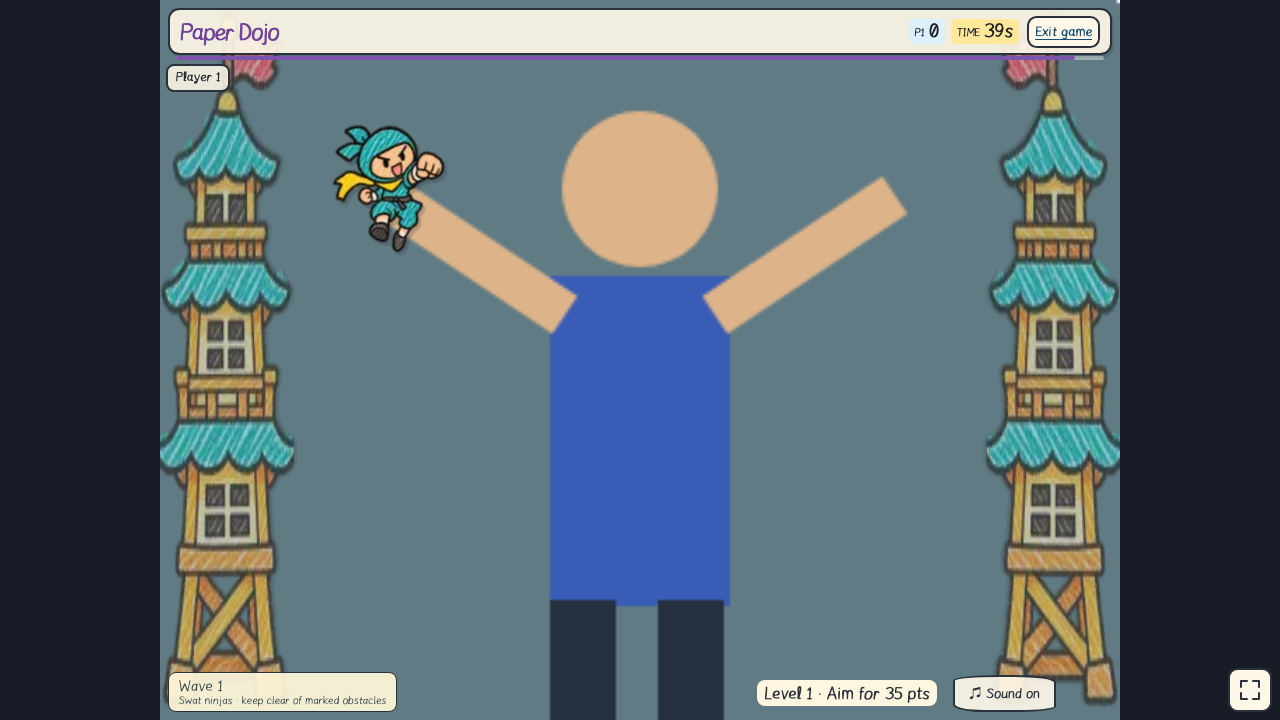 Paper Dojo
P1 0
TIME 39s
Exit game
Player 1
Wave 1
Swat ninjas · keep clear of marked obstacles
Level 1 · Aim for 35 pts
♫ Sound on